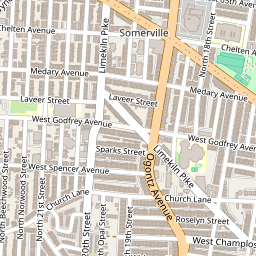 Chelten Avenue
Limekiln Pike
Somerville
North 18th Street
Chelten
Medary Avenue
Medary Avenue
Laveer Street
Laveer Street
West Godfrey Avenue
West Godfrey Avenue
Limekiln Pike
Sparks Street
Ogontz Avenue
West Spencer Avenue
Church Lane
Church Lane
North Beechwood Street
North Norwood Street
North 21st Street
20th Street
North Opal Street
North 19th Street
Roselyn Street
West Champlos